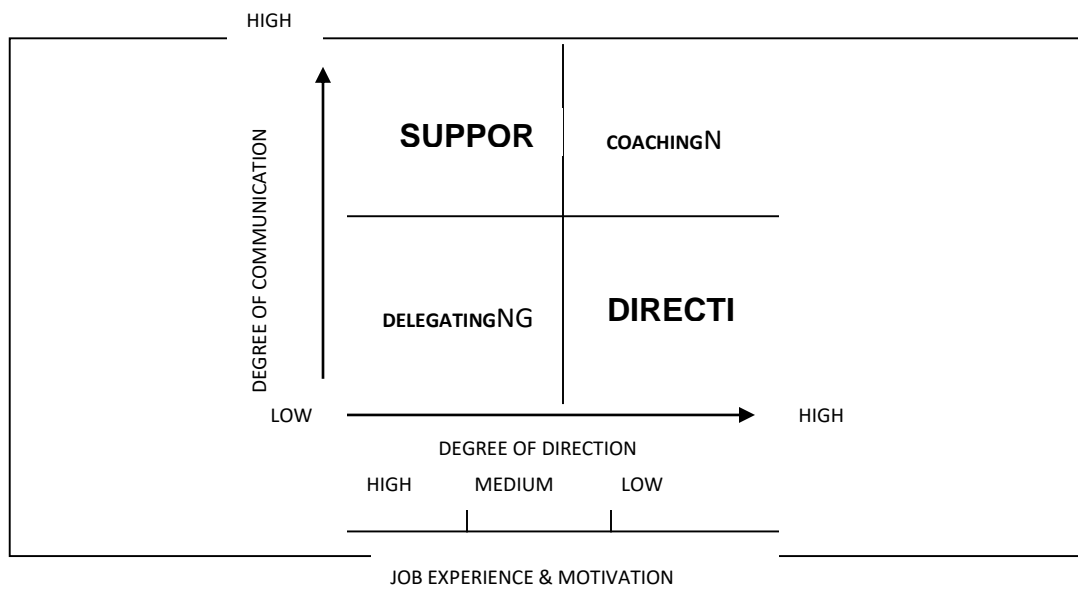 HIGH
DEGREE OF COMMUNICATION
SUPPOR
COACHINGN
DELEGATINGNG
DIRECTI
LOW
HIGH
DEGREE OF DIRECTION
HIGH MEDIUM LOW
JOB EXPERIENCE & MOTIVATION